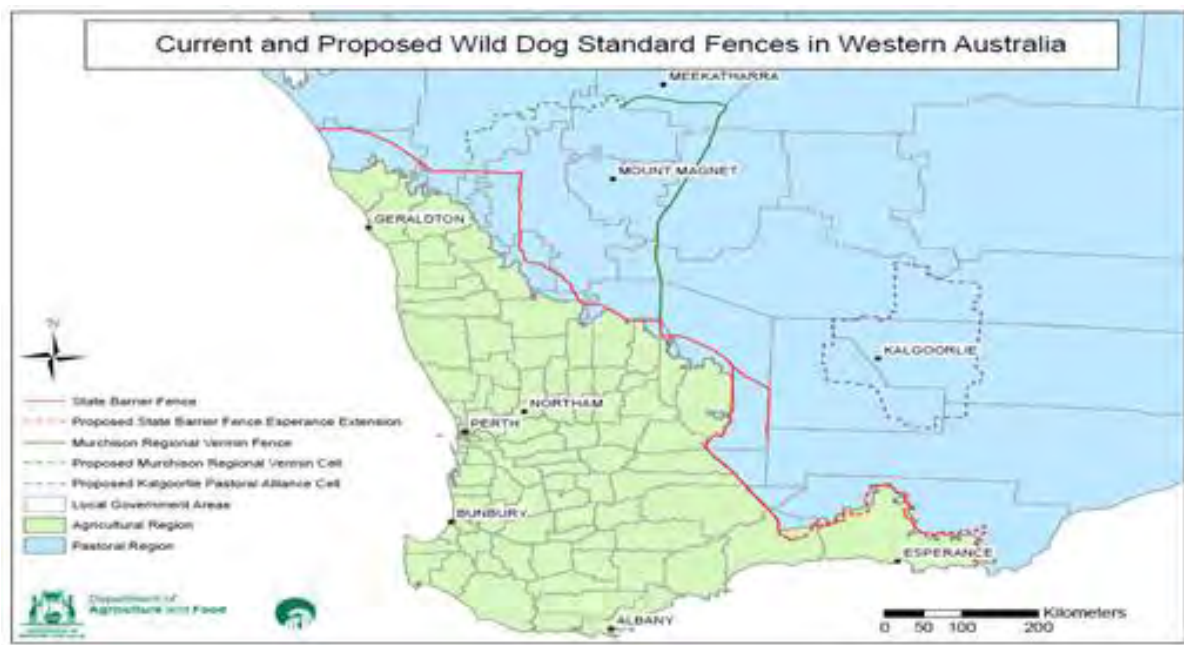 Current and Proposed Wild Dog Standard Fences in Western Australia
MEEKATHARRA
MOUNT MAGNET
GERALDTON
KALGOORLIE
NORTHAM
PERTH
BUNBURY
ESPERANCE
ALBANY
N
State Barrier Fence
Proposed State Barrier Fence Esperance Extension
Murchison Regional Vermin Fence
Proposed Murchison Regional Vermin Cell
Proposed Kalgoorlie Pastoral Alliance Cell
Local Government Areas
Agricultural Region
Pastoral Region
Department of
Agriculture and Food
Kilometers
0 50 100 200